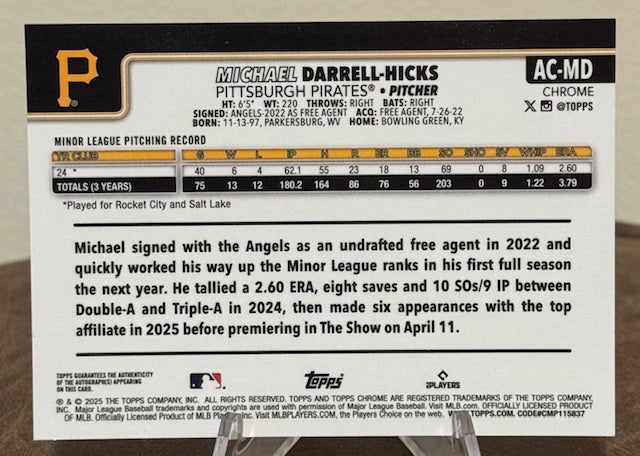 P
AC-MD
CHROME
@TOPPS
MICHAEL DARRELL-HICKS
PITTSBURGH PIRATES® • PITCHER
HT: 6'5" WT: 220 THROWS: RIGHT BATS: RIGHT
SIGNED: ANGELS-2022 AS FREE AGENT ACQ: FREE AGENT, 7-26-22
BORN: 11-13-97, PARKERSBURG, WV HOME: BOWLING GREEN, KY
MINOR LEAGUE PITCHING RECORD
YR CLUB G W L IP H R ER BB SO SHO SV WHIP ERA
24 * 40 6 4 62.1 55 23 18 13 69 0 8 1.09 2.60
TOTALS (3 YEARS) 75 13 12 180.2 164 86 76 56 203 0 9 1.22 3.79
*Played for Rocket City and Salt Lake
Michael signed with the Angels as an undrafted free agent in 2022 and
quickly worked his way up the Minor League ranks in his first full season
the next year. He tallied a 2.60 ERA, eight saves and 10 SOs/9 IP between
Double-A and Triple-A in 2024, then made six appearances with the top
affiliate in 2025 before premiering in The Show on April 11.
TOPPS GUARANTEES THE AUTHENTICITY
OF THE AUTOGRAPH(S) APPEARING
ON THIS CARD.
topps
PLAYERS
® & © 2025 THE TOPPS COMPANY, INC. ALL RIGHTS RESERVED. TOPPS AND TOPPS CHROME ARE REGISTERED TRADEMARKS OF THE TOPPS COMPANY,
INC. Major League Baseball trademarks and copyrights are used with permission of Major League Baseball. Visit MLB.com. OFFICIALLY LICENSED PRODUCT
OF MLB. Officially Licensed Product of MLB Visit MLBPLAYERS.COM, the Players Choice on the web. TOPPS.COM. CODE#CMP115837